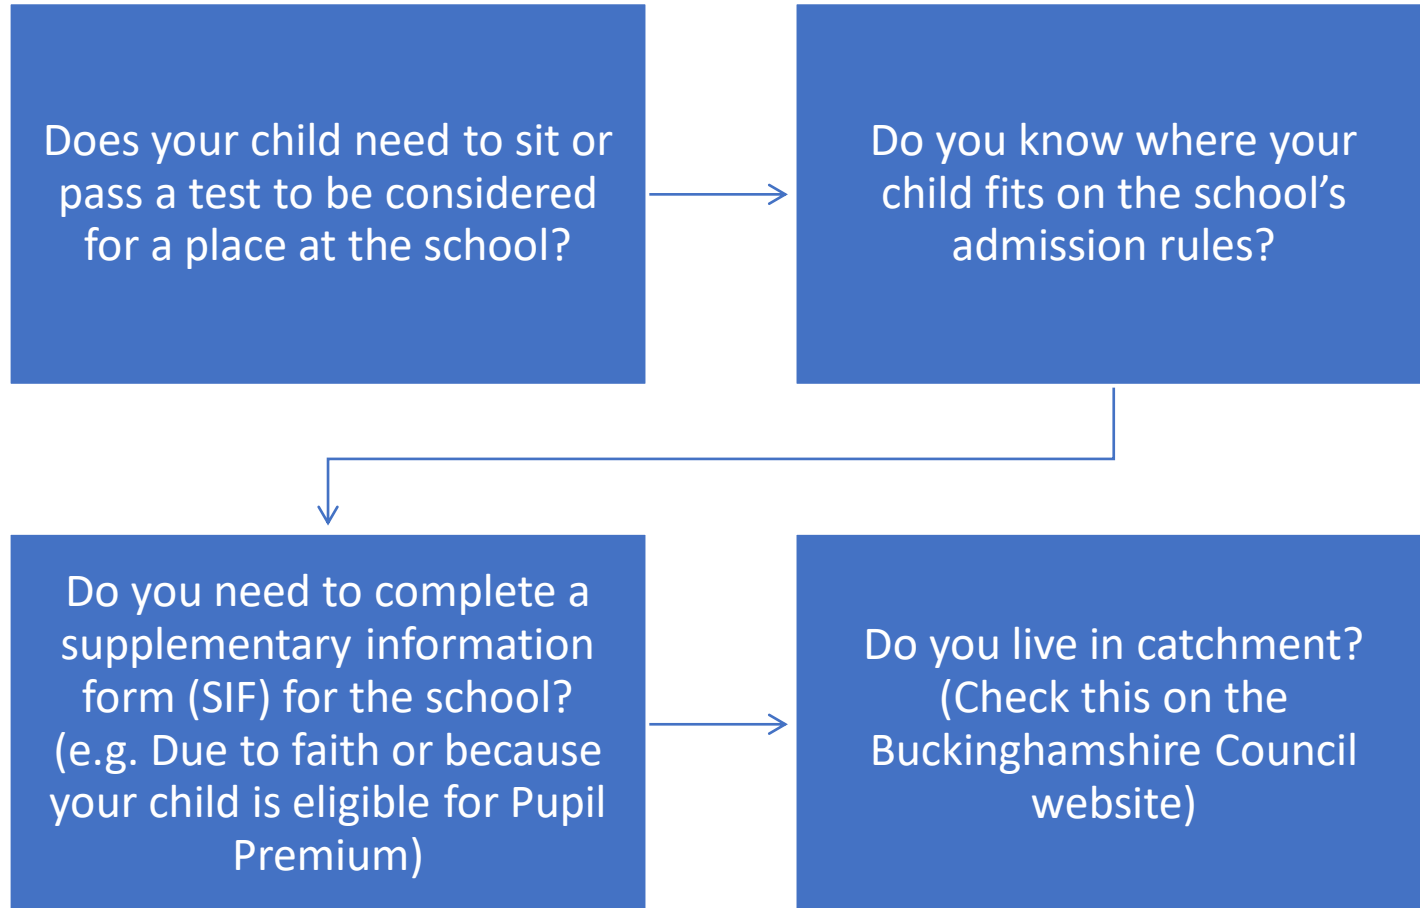 Does your child need to sit or
pass a test to be considered
for a place at the school?
Do you know where your
child fits on the school’s
admission rules?
Do you need to complete a
supplementary information
form (SIF) for the school?
(e.g. Due to faith or because
your child is eligible for Pupil
Premium)
Do you live in catchment?
(Check this on the
Buckinghamshire Council
website)